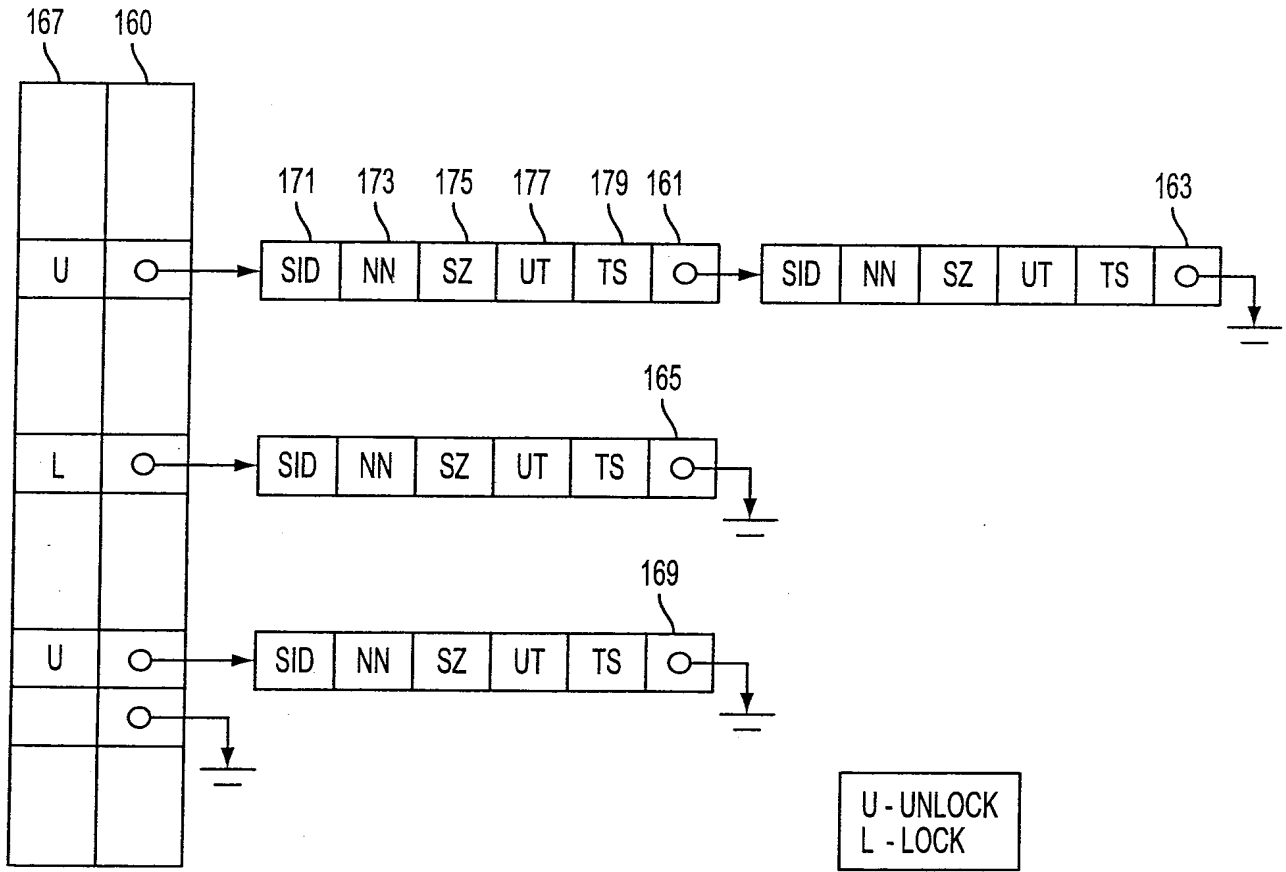 167 160
171 173 175 177 179 161 163
U SID NN SZ UT TS SID NN SZ UT TS
165
L SID NN SZ UT TS
169
U SID NN SZ UT TS
U - UNLOCK
L - LOCK